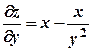 ∂z/∂y = x − x/y²